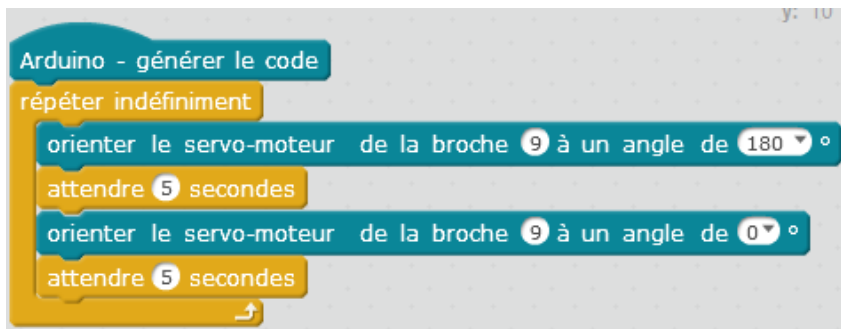 y: 10
Arduino - générer le code
répéter indéfiniment
orienter le servo-moteur de la broche 9 à un angle de 180 °
attendre 5 secondes
orienter le servo-moteur de la broche 9 à un angle de 0 °
attendre 5 secondes